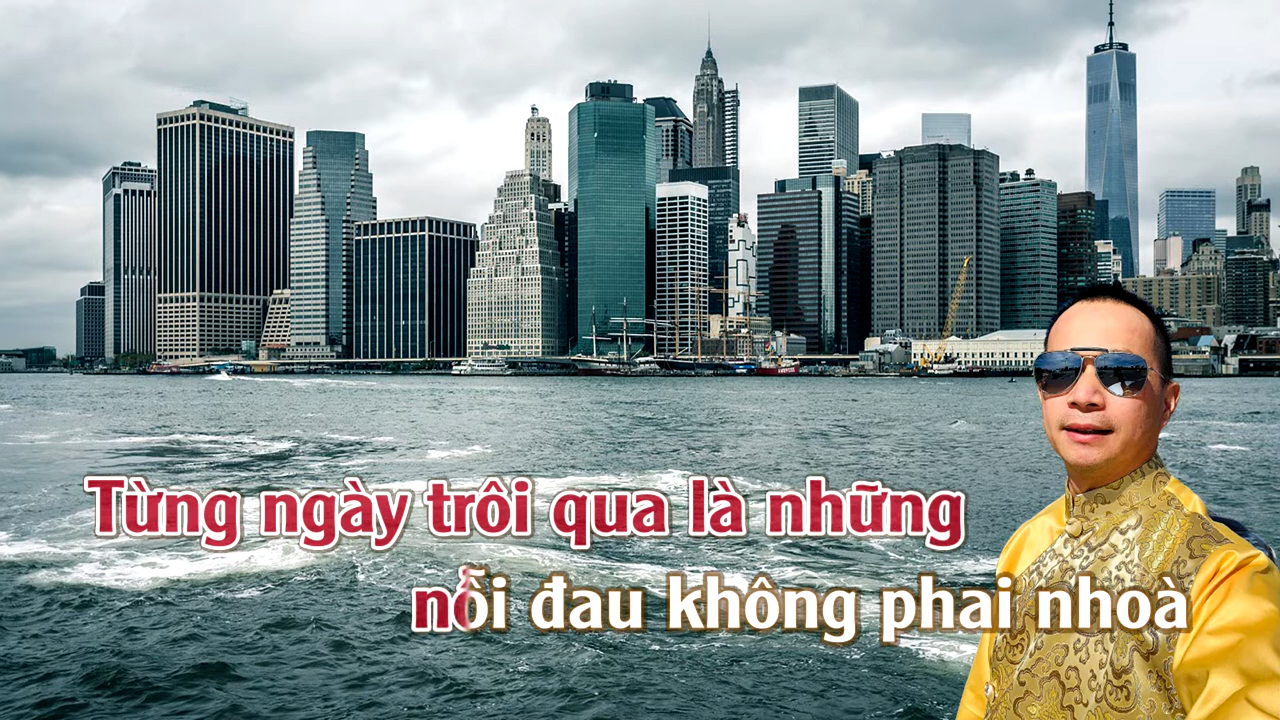 Từng ngày trôi qua là những
nỗi đau không phai nhoà